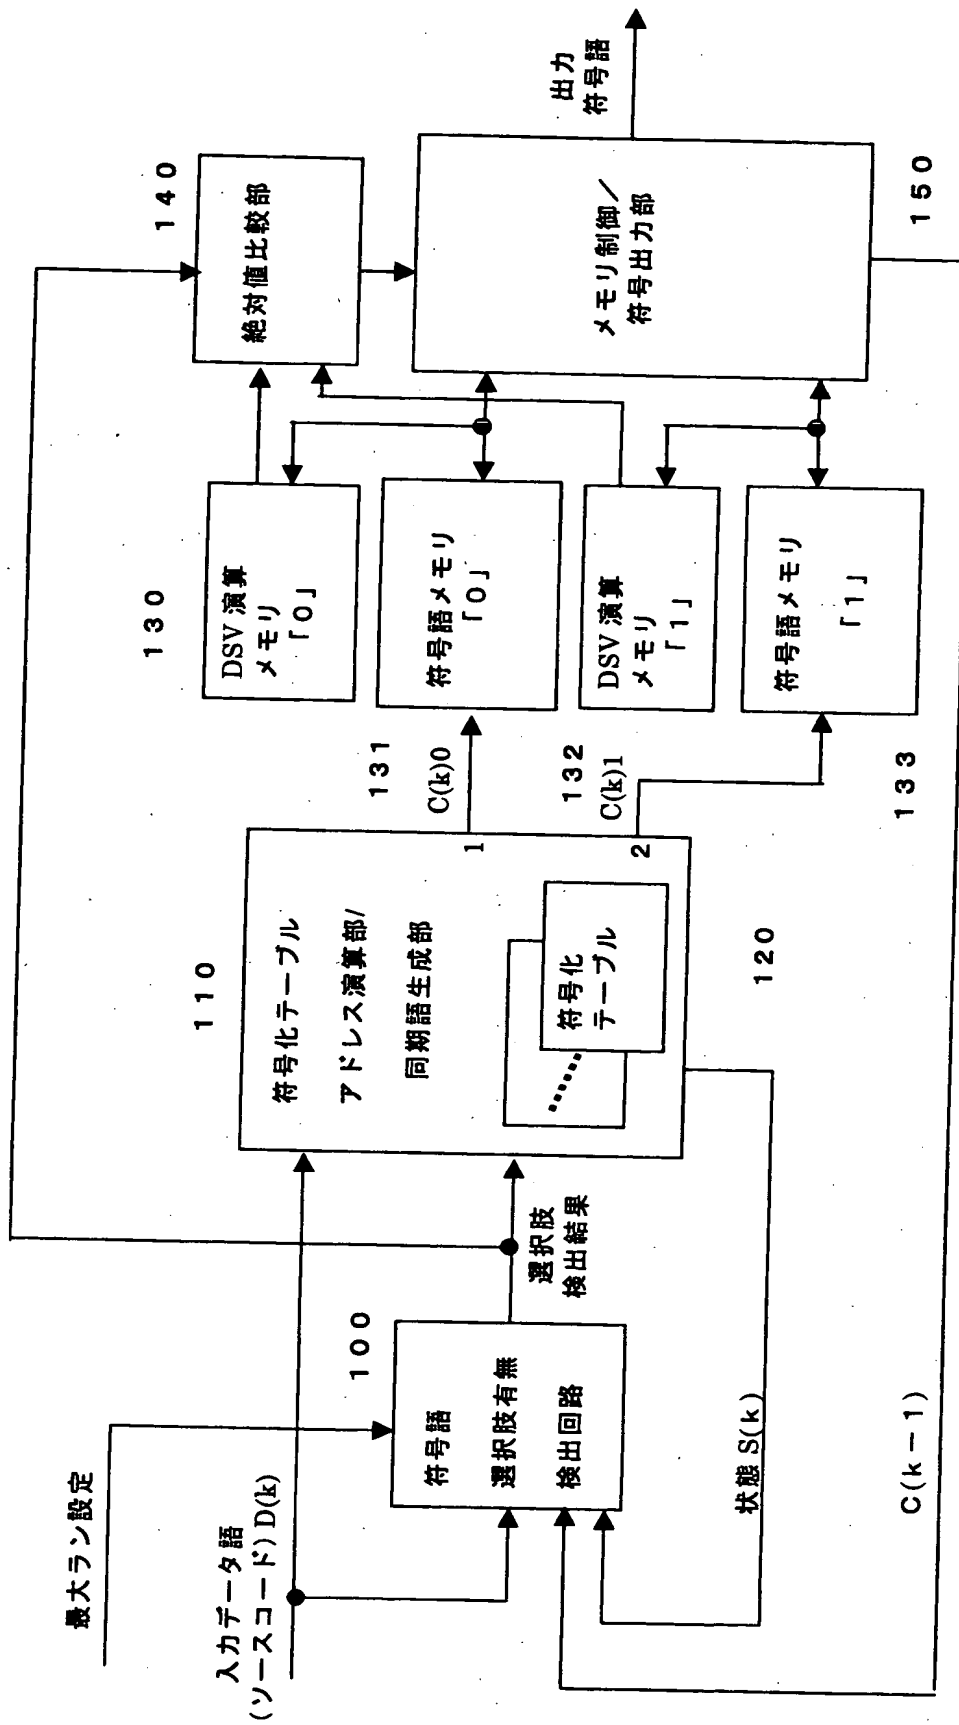 最大ラン設定
入力データ語
(ソースコード) D(k)
100
符号語
選択肢有無
検出回路
選択肢
検出結果
状態 S(k)
C(k－1)
110
符号化テーブル
アドレス演算部/
同期語生成部
符号化
テーブル
1
2
120
C(k)0
C(k)1
130
DSV 演算
メモリ
「0」
131
符号語メモリ
「0」
132
DSV 演算
メモリ
「1」
133
符号語メモリ
「1」
140
絶対値比較部
メモリ制御／
符号出力部
150
出力
符号語